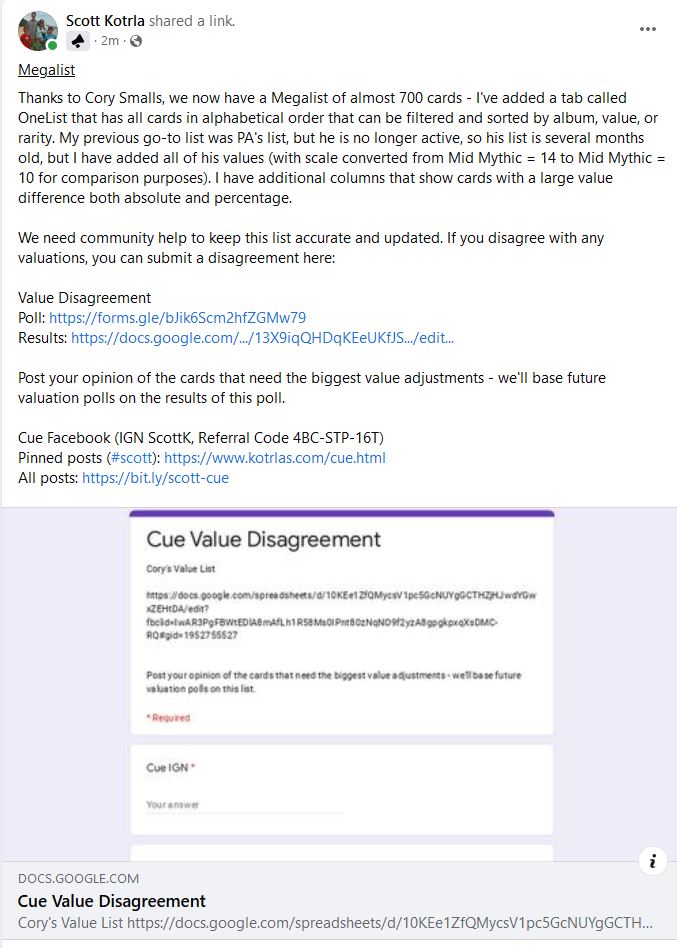 Scott Kotrla shared a link.
· 2m ·
Megalist
Thanks to Cory Smalls, we now have a Megalist of almost 700 cards - I've added a tab called
OneList that has all cards in alphabetical order that can be filtered and sorted by album, value, or
rarity. My previous go-to list was PA's list, but he is no longer active, so his list is several months
old, but I have added all of his values (with scale converted from Mid Mythic = 14 to Mid Mythic =
10 for comparison purposes). I have additional columns that show cards with a large value
difference both absolute and percentage.
We need community help to keep this list accurate and updated. If you disagree with any
valuations, you can submit a disagreement here:
Value Disagreement
Poll: https://forms.gle/bJik6Scm2hfZGMw79
Results: https://docs.google.com/.../13X9iqQHDqKEeUKfJS.../edit...
Post your opinion of the cards that need the biggest value adjustments - we'll base future
valuation polls on the results of this poll.
Cue Facebook (IGN ScottK, Referral Code 4BC-STP-16T)
Pinned posts (#scott): https://www.kotrlas.com/cue.html
All posts: https://bit.ly/scott-cue
Cue Value Disagreement
Cory's Value List
Post your opinion of the cards that need the biggest value adjustments - we'll base future
valuation polls on this list.
* Required
Cue IGN *
Your answer
DOCS.GOOGLE.COM
Cue Value Disagreement
Cory's Value List https://docs.google.com/spreadsheets/d/10KEe1ZfQMycsV1pc5GcNUYgGCTH...